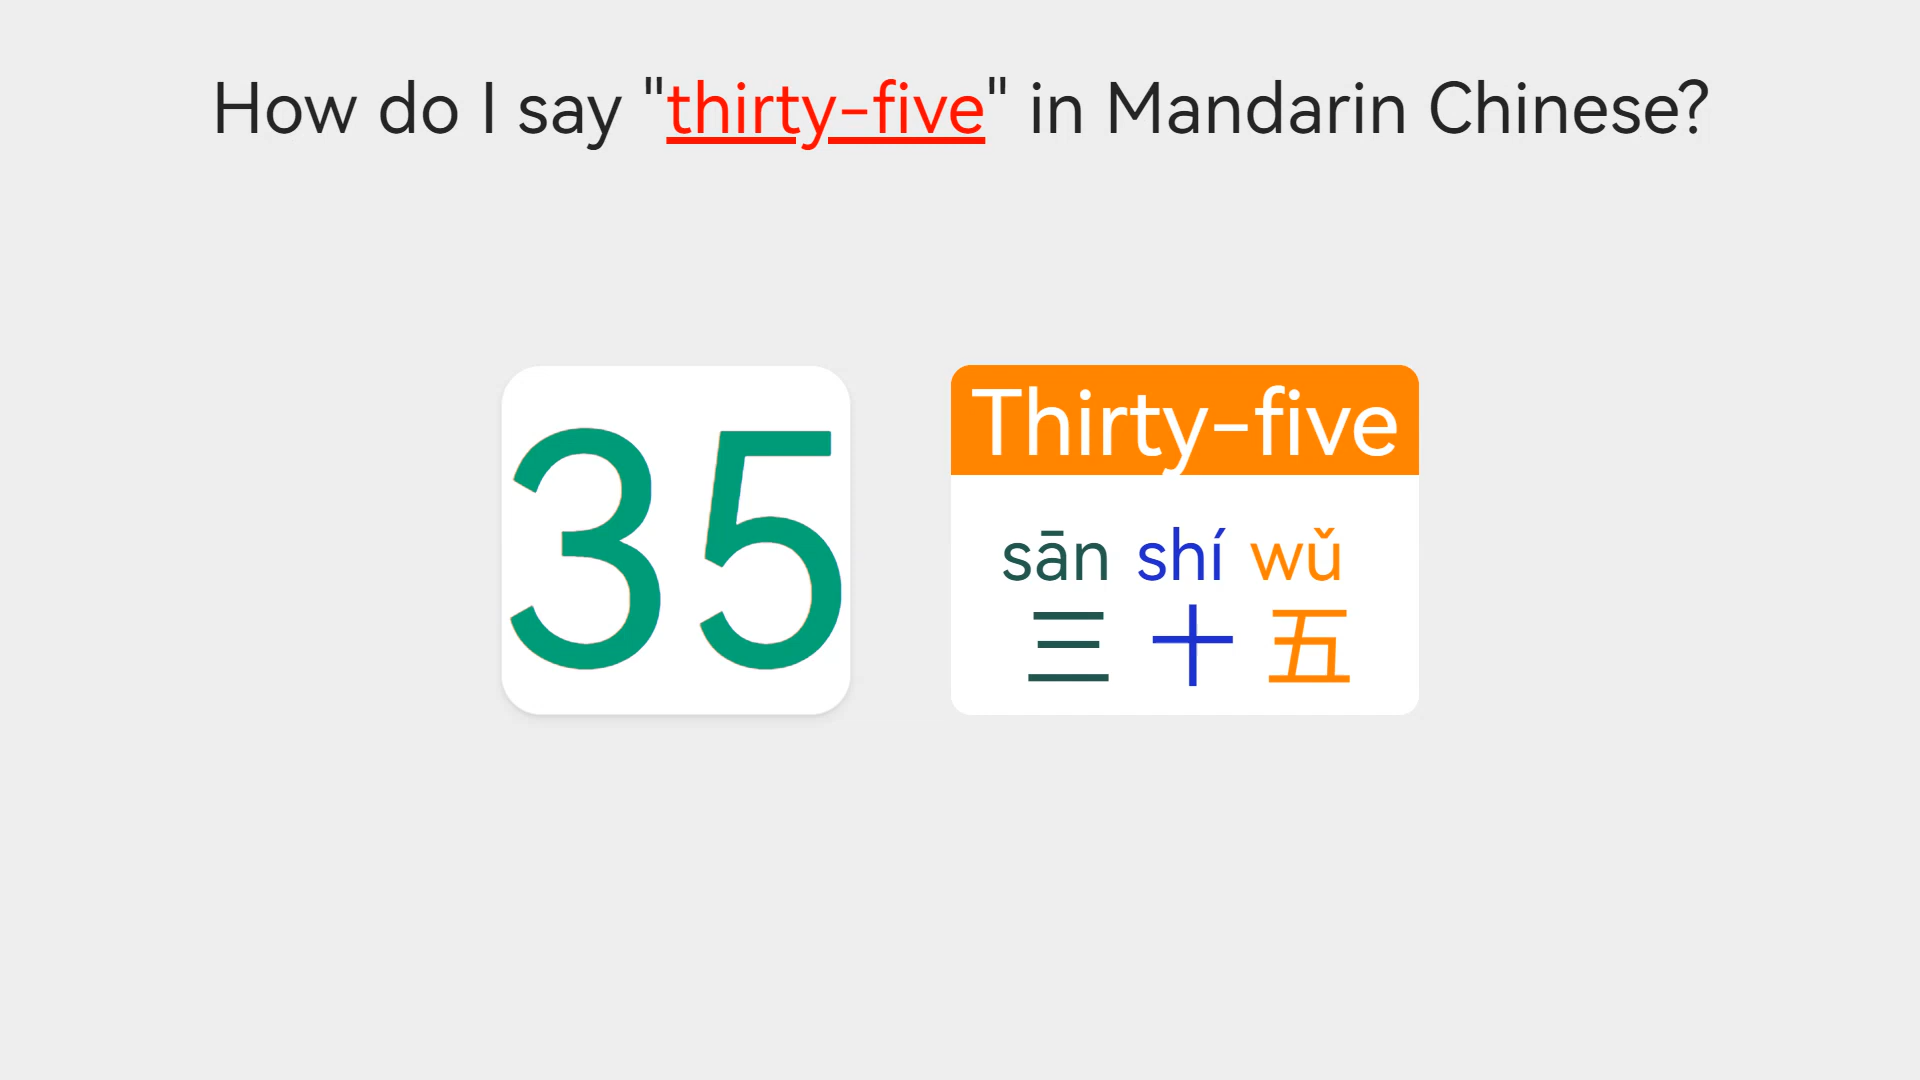 How do I say "thirty-five" in Mandarin Chinese?
35
Thirty-five
sān shí wǔ
三 十 五